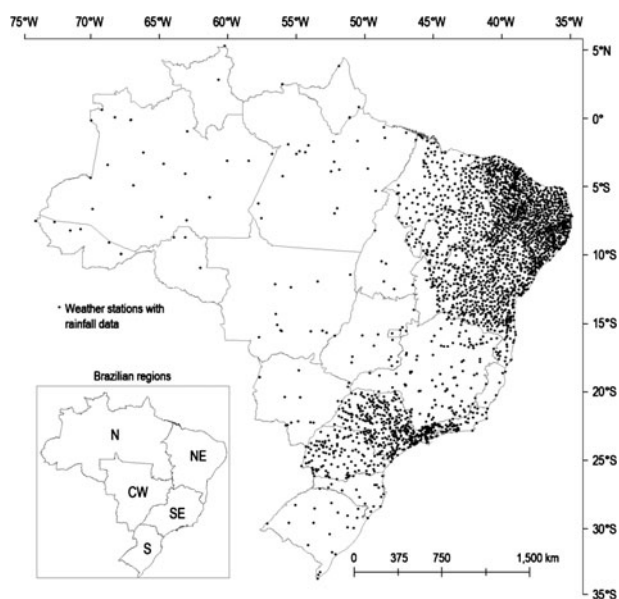 75°W 70°W 65°W 60°W 55°W 50°W 45°W 40°W 35°W
5°N
0°
5°S
10°S
Weather stations with
rainfall data
15°S
Brazilian regions
20°S
N
NE
25°S
CW
SE
30°S
S
0 375 750 1,500 km
35°S